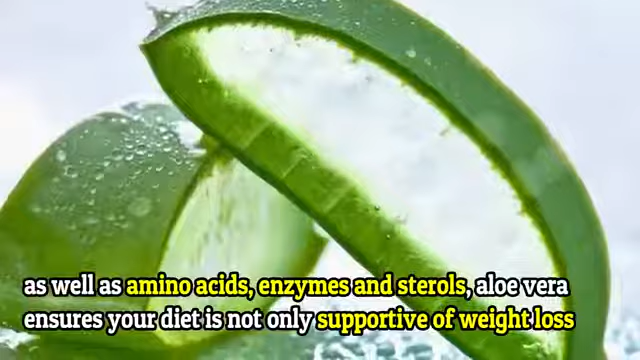 as well as amino acids, enzymes and sterols, aloe vera
ensures your diet is not only supportive of weight loss